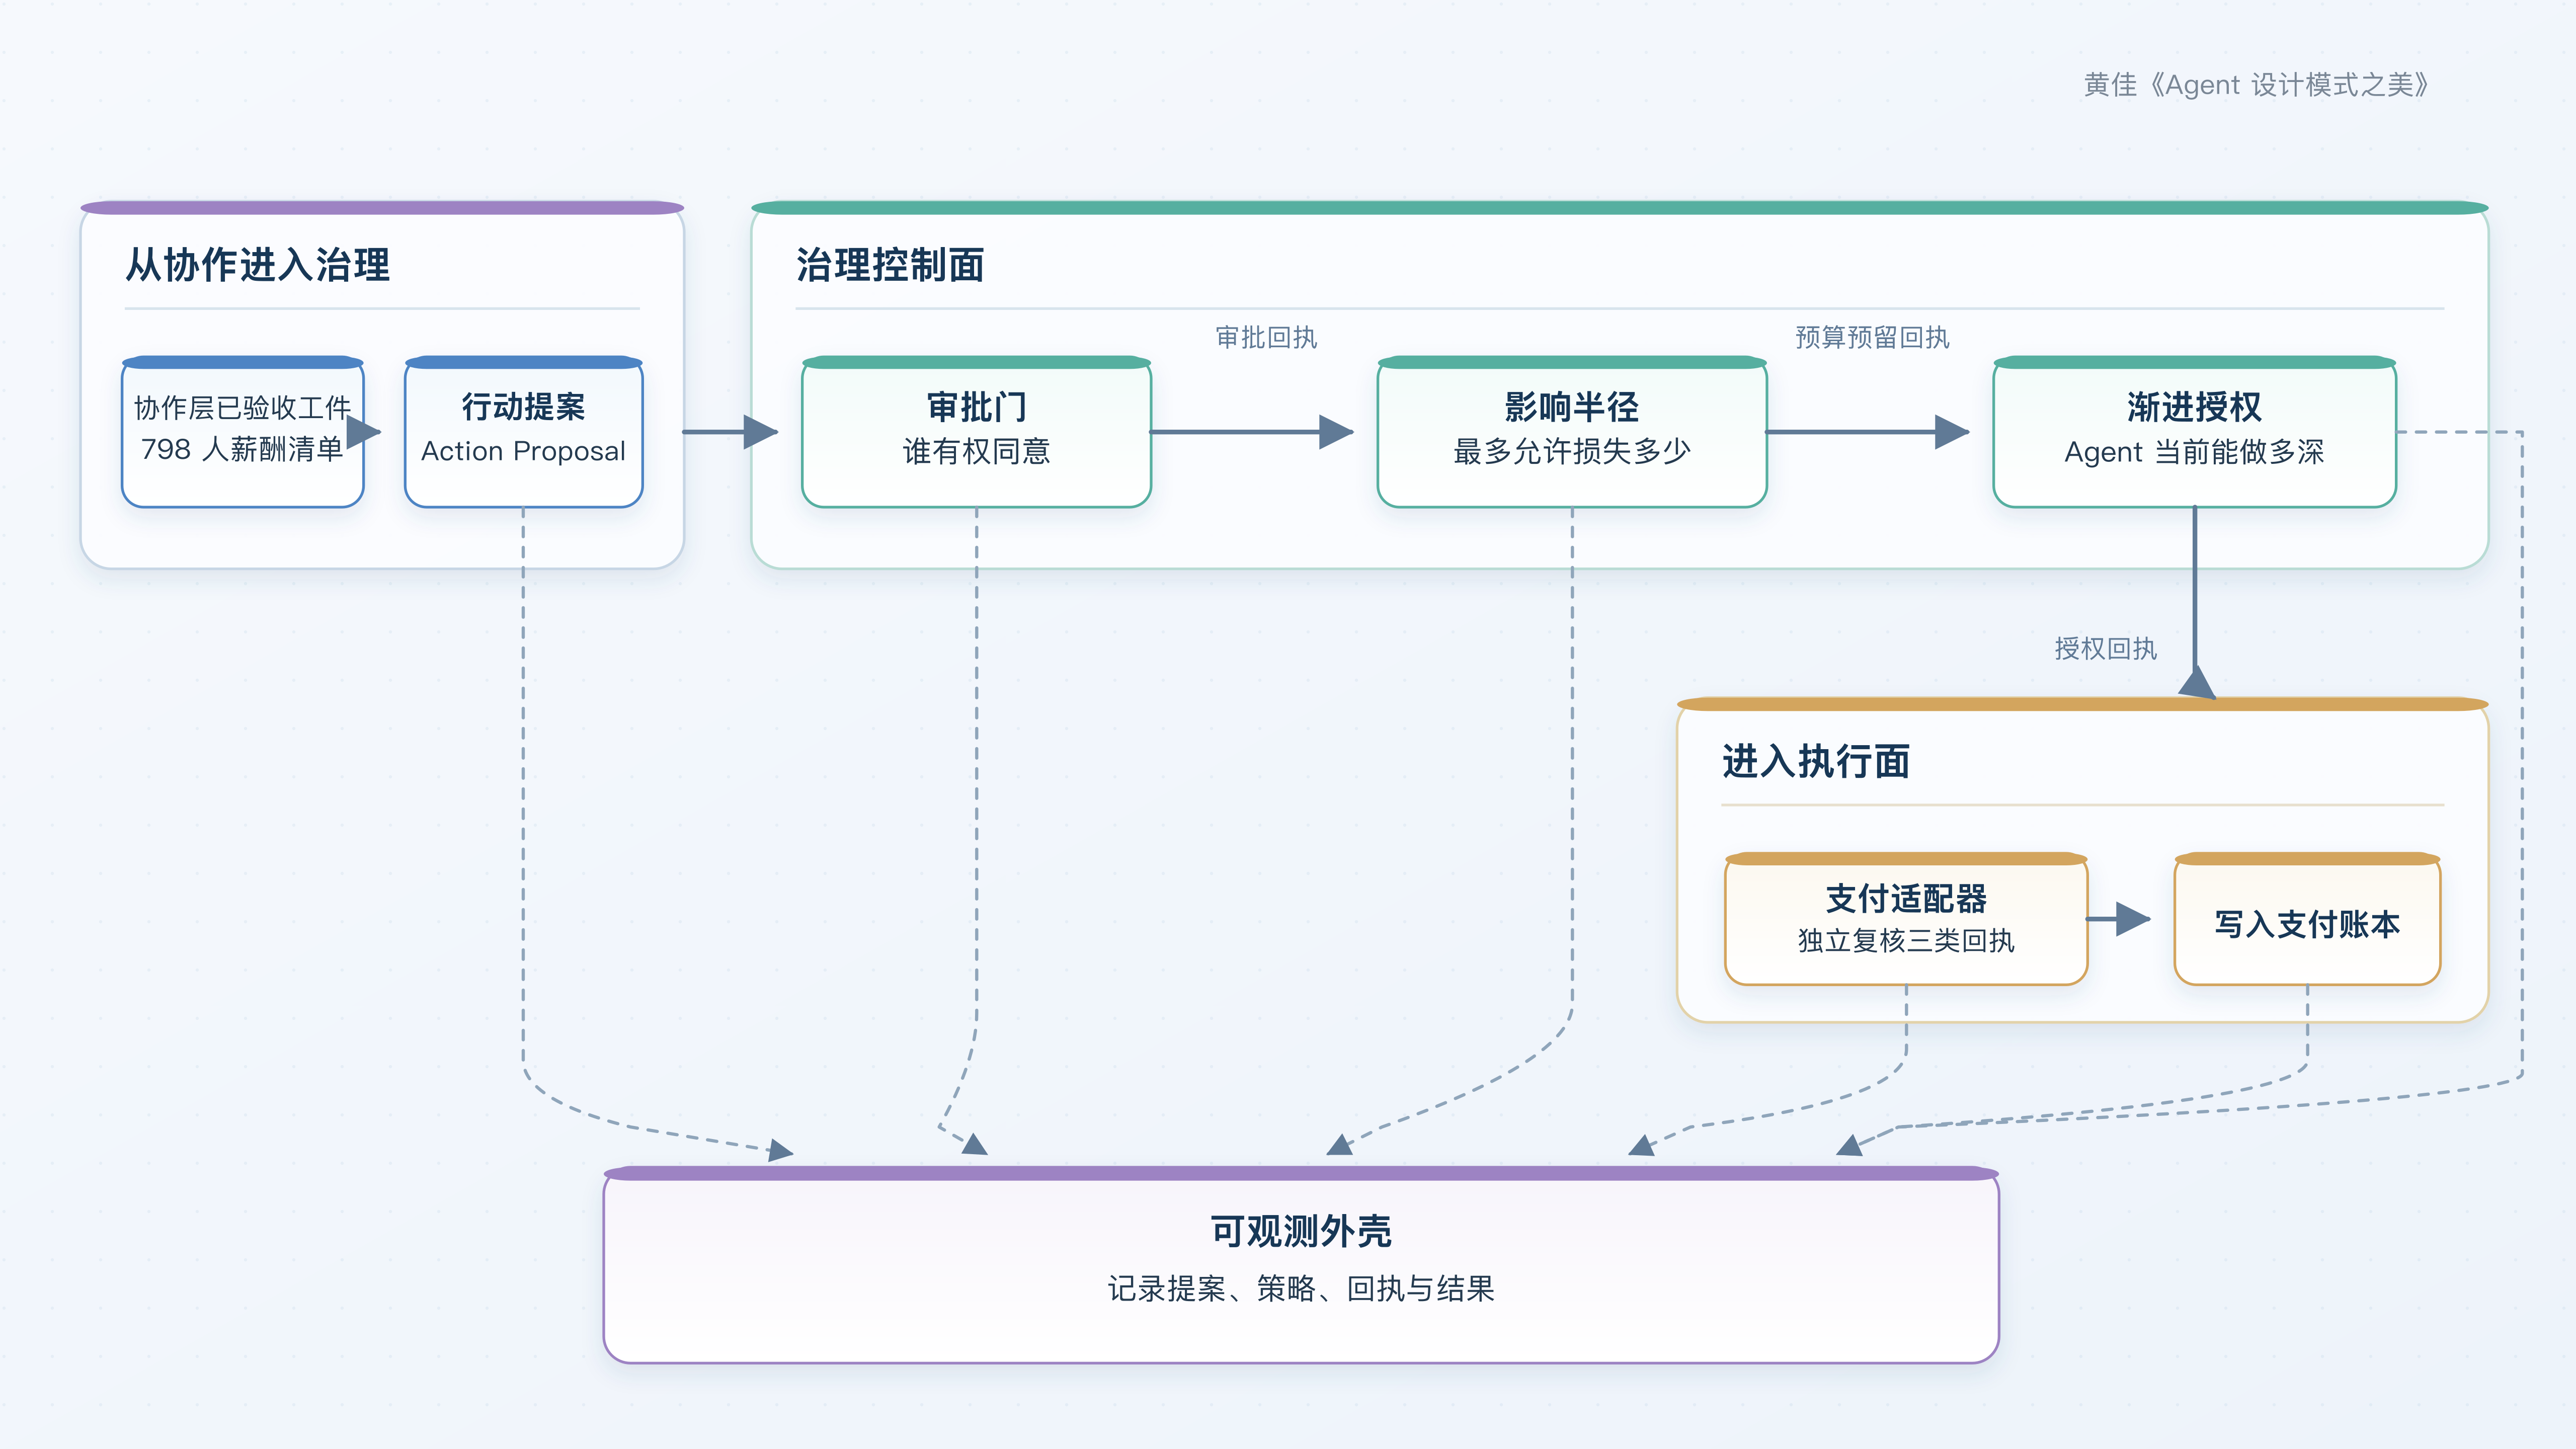 黄佳《Agent 设计模式之美》
从协作进入治理
协作层已验收工件
798 人薪酬清单
行动提案
Action Proposal
治理控制面
审批回执
预算预留回执
审批门
谁有权同意
影响半径
最多允许损失多少
渐进授权
Agent 当前能做多深
授权回执
进入执行面
支付适配器
独立复核三类回执
写入支付账本
可观测外壳
记录提案、策略、回执与结果